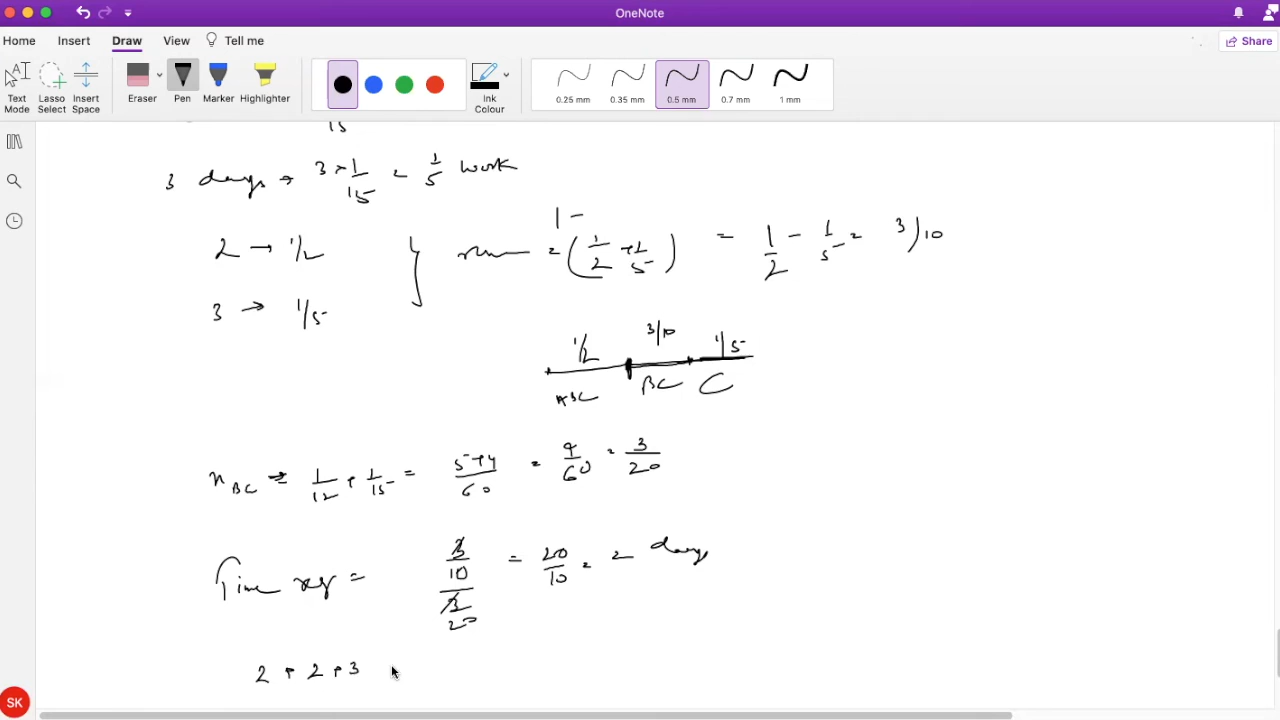 OneNote
Home Insert Draw View Tell me Share
Text Mode Lasso Select Insert Space Eraser Pen Marker Highlighter Ink Colour 0.25 mm 0.35 mm 0.5 mm 0.7 mm 1 mm
15
3 days → 3 × 1/15 = 1/5 work
1 -
2 → 1/2 } = (1/2 + 1/5) = 1/2 - 1/5 = 3/10
3 → 1/5
1/2 3/10 1/5
ABC BC C
BC → 1/12 + 1/15 = 5+4/60 = 9/60 = 3/20
Time req = 3/10 / 3/20 = 20/10 = 2 days
2 + 2 + 3
SK